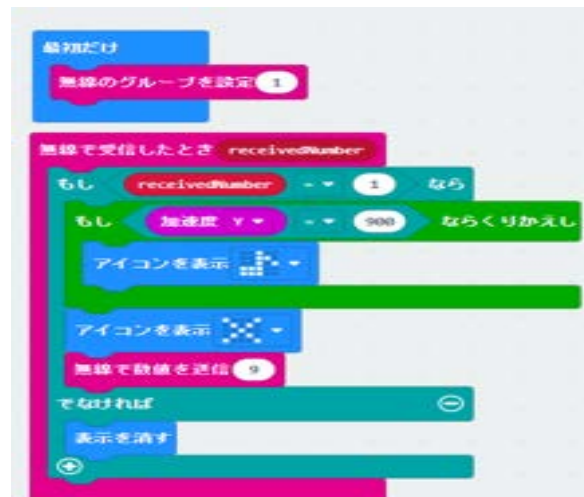 最初だけ
無線のグループを設定 1
無線で受信したとき receivedNumber
もし receivedNumber = 1 なら
もし 加速度 Y = 900 ならくりかえし
アイコンを表示
アイコンを表示
無線で数値を送信 9
でなければ
表示を消す